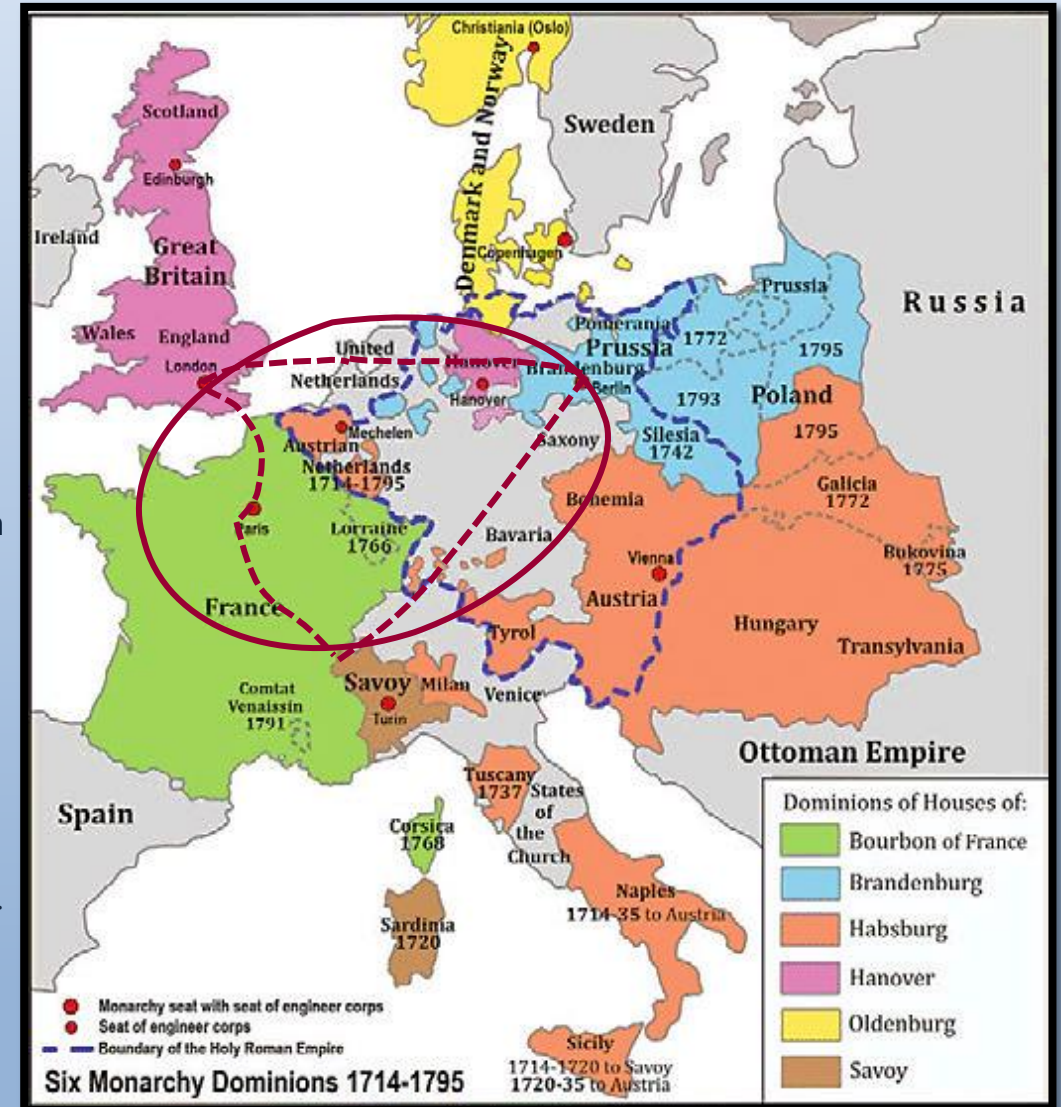 Christiania (Oslo)
Scotland
Denmark and Norway
Sweden
Edinburgh
Ireland
Great
Britain
Copenhagen
Russia
Prussia
Wales
England
Pomerania
1772
London
United
Netherlands
Hanover
Prussia
Brandenburg
1795
Berlin
Hanover
1793
Poland
Mechelen
Austrian
Netherlands
1714-1795
Saxony
Silesia
1742
1795
Bohemia
Galicia
1772
Paris
Lorraine
1766
Bavaria
Vienna
Bukovina
1775
France
Austria
Hungary
Tyrol
Transylvania
Savoy
Milan
Venice
Turin
Comtat
Venaissin
1791
Ottoman Empire
Spain
Tuscany
1737
States
of
the
Church
Corsica
1768
Naples
1714-35 to Austria
Sardinia
1720
Sicily
1714-1720 to Savoy
1720-35 to Austria
Monarchy seat with seat of engineer corps
Seat of engineer corps
Boundary of the Holy Roman Empire
Six Monarchy Dominions 1714-1795
Dominions of Houses of:
Bourbon of France
Brandenburg
Habsburg
Hanover
Oldenburg
Savoy